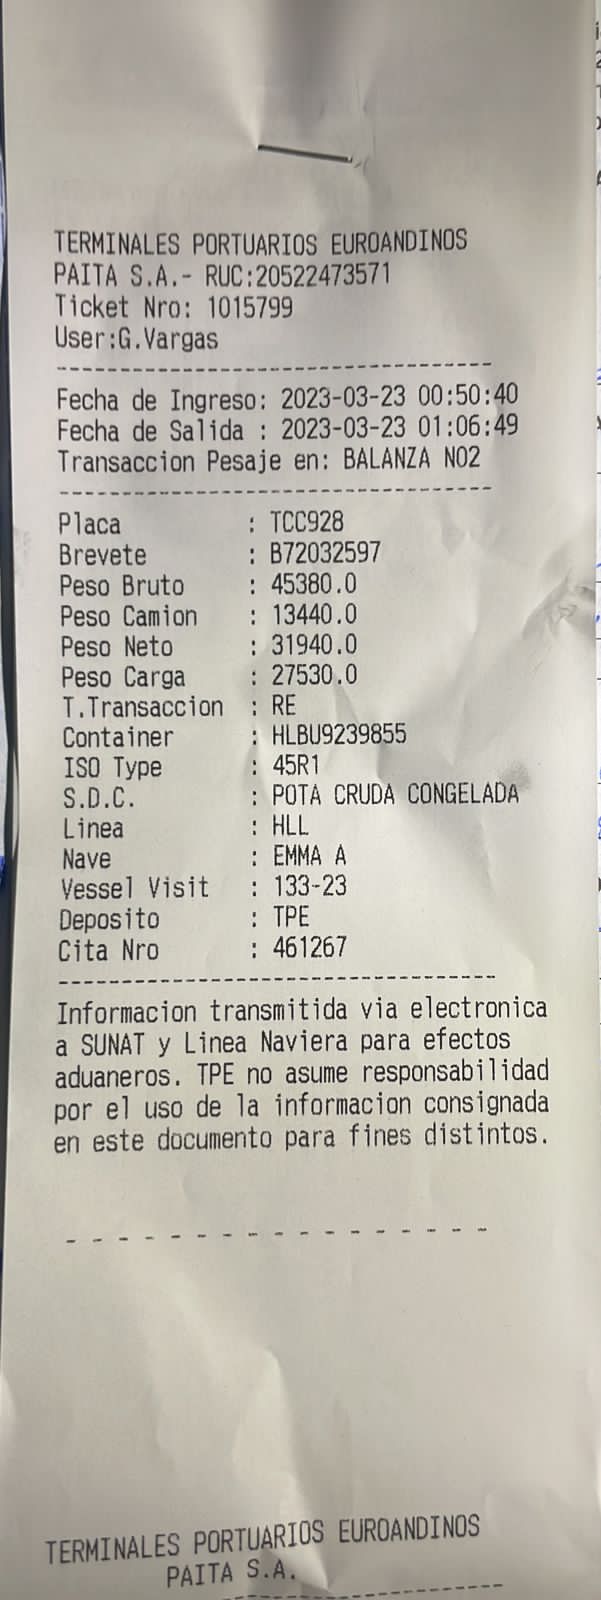 TERMINALES PORTUARIOS EUROANDINOS
PAITA S.A.- RUC:20522473571
Ticket Nro: 1015799
User:G.Vargas
---------------------------------
Fecha de Ingreso: 2023-03-23 00:50:40
Fecha de Salida : 2023-03-23 01:06:49
Transaccion Pesaje en: BALANZA NO2
---------------------------------
Placa : TCC928
Brevete : B72032597
Peso Bruto : 45380.0
Peso Camion : 13440.0
Peso Neto : 31940.0
Peso Carga : 27530.0
T.Transaccion : RE
Container : HLBU9239855
ISO Type : 45R1
S.D.C. : POTA CRUDA CONGELADA
Linea : HLL
Nave : EMMA A
Vessel Visit : 133-23
Deposito : TPE
Cita Nro : 461267
---------------------------------
Informacion transmitida via electronica
a SUNAT y Linea Naviera para efectos
aduaneros. TPE no asume responsabilidad
por el uso de la informacion consignada
en este documento para fines distintos.
- - - - - - - - - - - - - - - - -
TERMINALES PORTUARIOS EUROANDINOS
PAITA S.A.